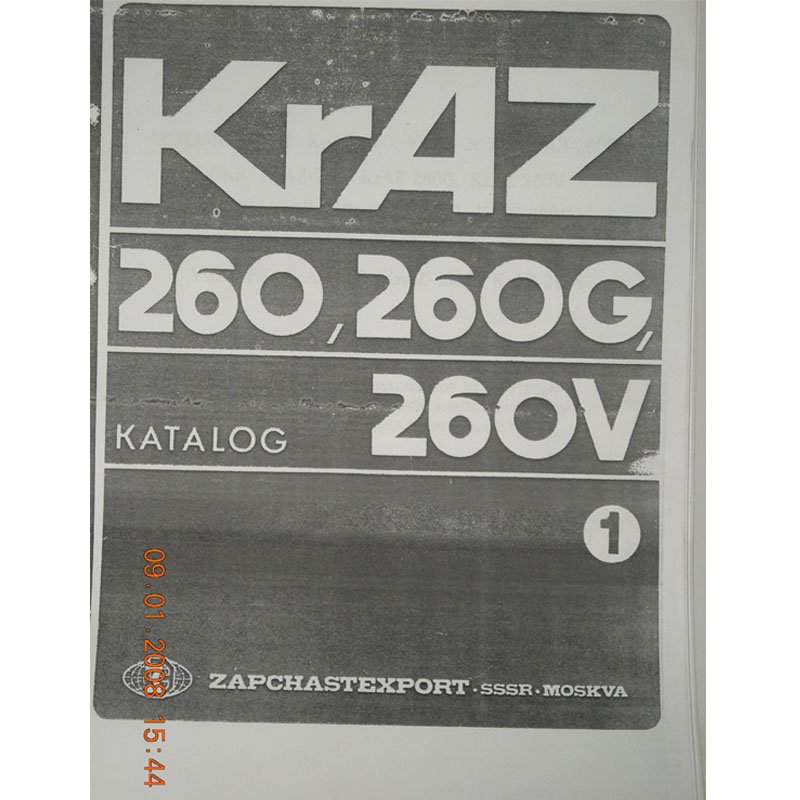 KrAZ
260, 260G,
260V
KATALOG
1
ZAPCHASTEXPORT · SSSR · MOSKVA
09.01.2008 15:44